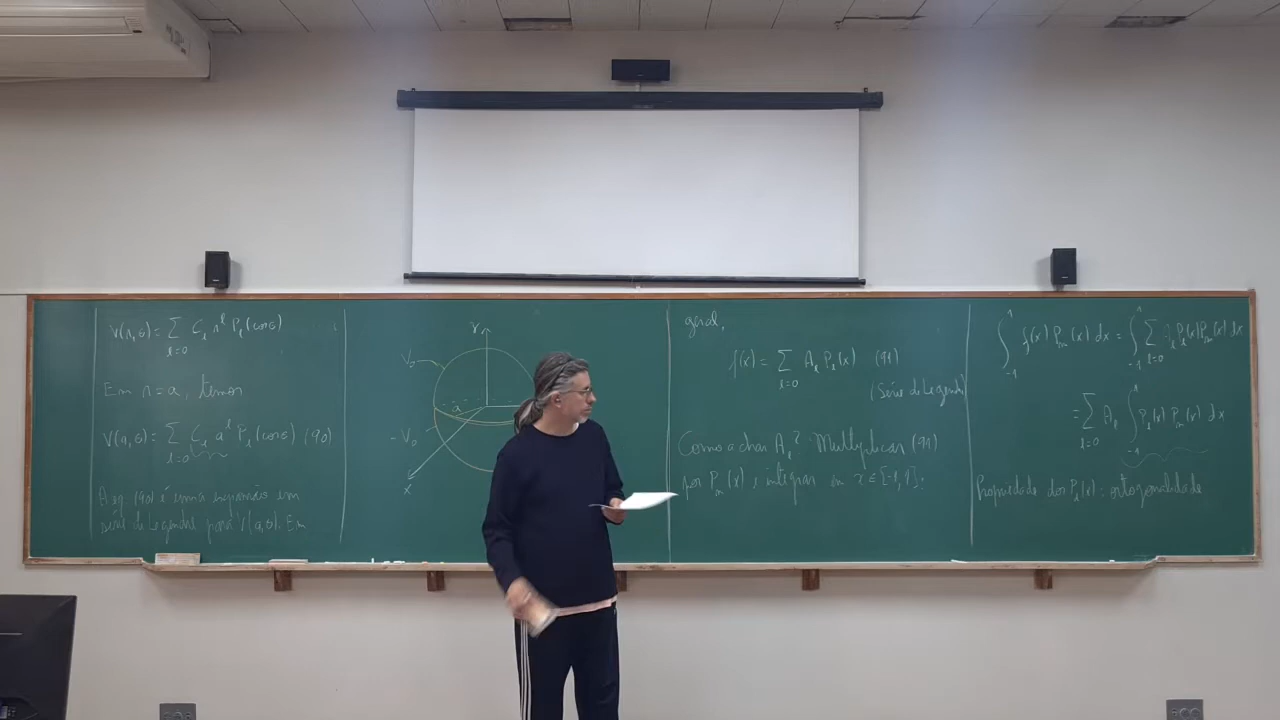 V(r,θ) = ∑_{l=0} C_l r^l P_l(cosθ)
Em r=a, temos
V(a,θ) = ∑_{l=0} C_l a^l P_l(cosθ) (90)
A eq. (90) é uma expansão em
série de Legendre para V(a,θ). Em
V_0
a
-V_0
x
geral,
f(x) = ∑_{l=0} A_l P_l(x) (91)
(Série de Legendre)
Como achar A_l? Multiplicar (91)
por P_m(x) e integrar em x ∈ [-1,1]:
∫_{-1}^{1} f(x) P_m(x) dx = ∫_{-1}^{1} ∑_{l=0} A_l P_l(x) P_m(x) dx
= ∑_{l=0} A_l ∫_{-1}^{1} P_l(x) P_m(x) dx
Propriedade dos P_l(x): ortogonalidade